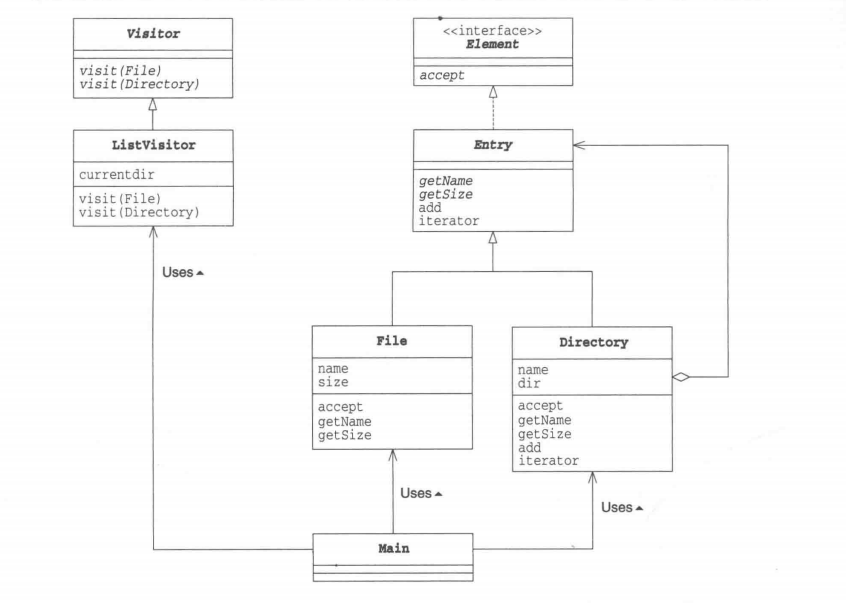 Visitor
visit(File)
visit(Directory)
<<interface>>
Element
accept
ListVisitor
currentdir
visit(File)
visit(Directory)
Entry
getName
getSize
add
iterator
Uses
File
name
size
accept
getName
getSize
Directory
name
dir
accept
getName
getSize
add
iterator
Uses
Uses
Main